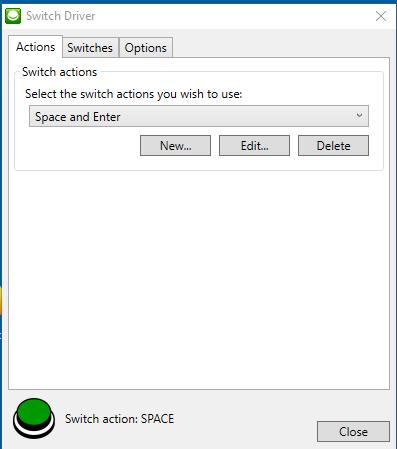 Switch Driver
Actions Switches Options
Switch actions
Select the switch actions you wish to use:
Space and Enter
New... Edit... Delete
Switch action: SPACE
Close